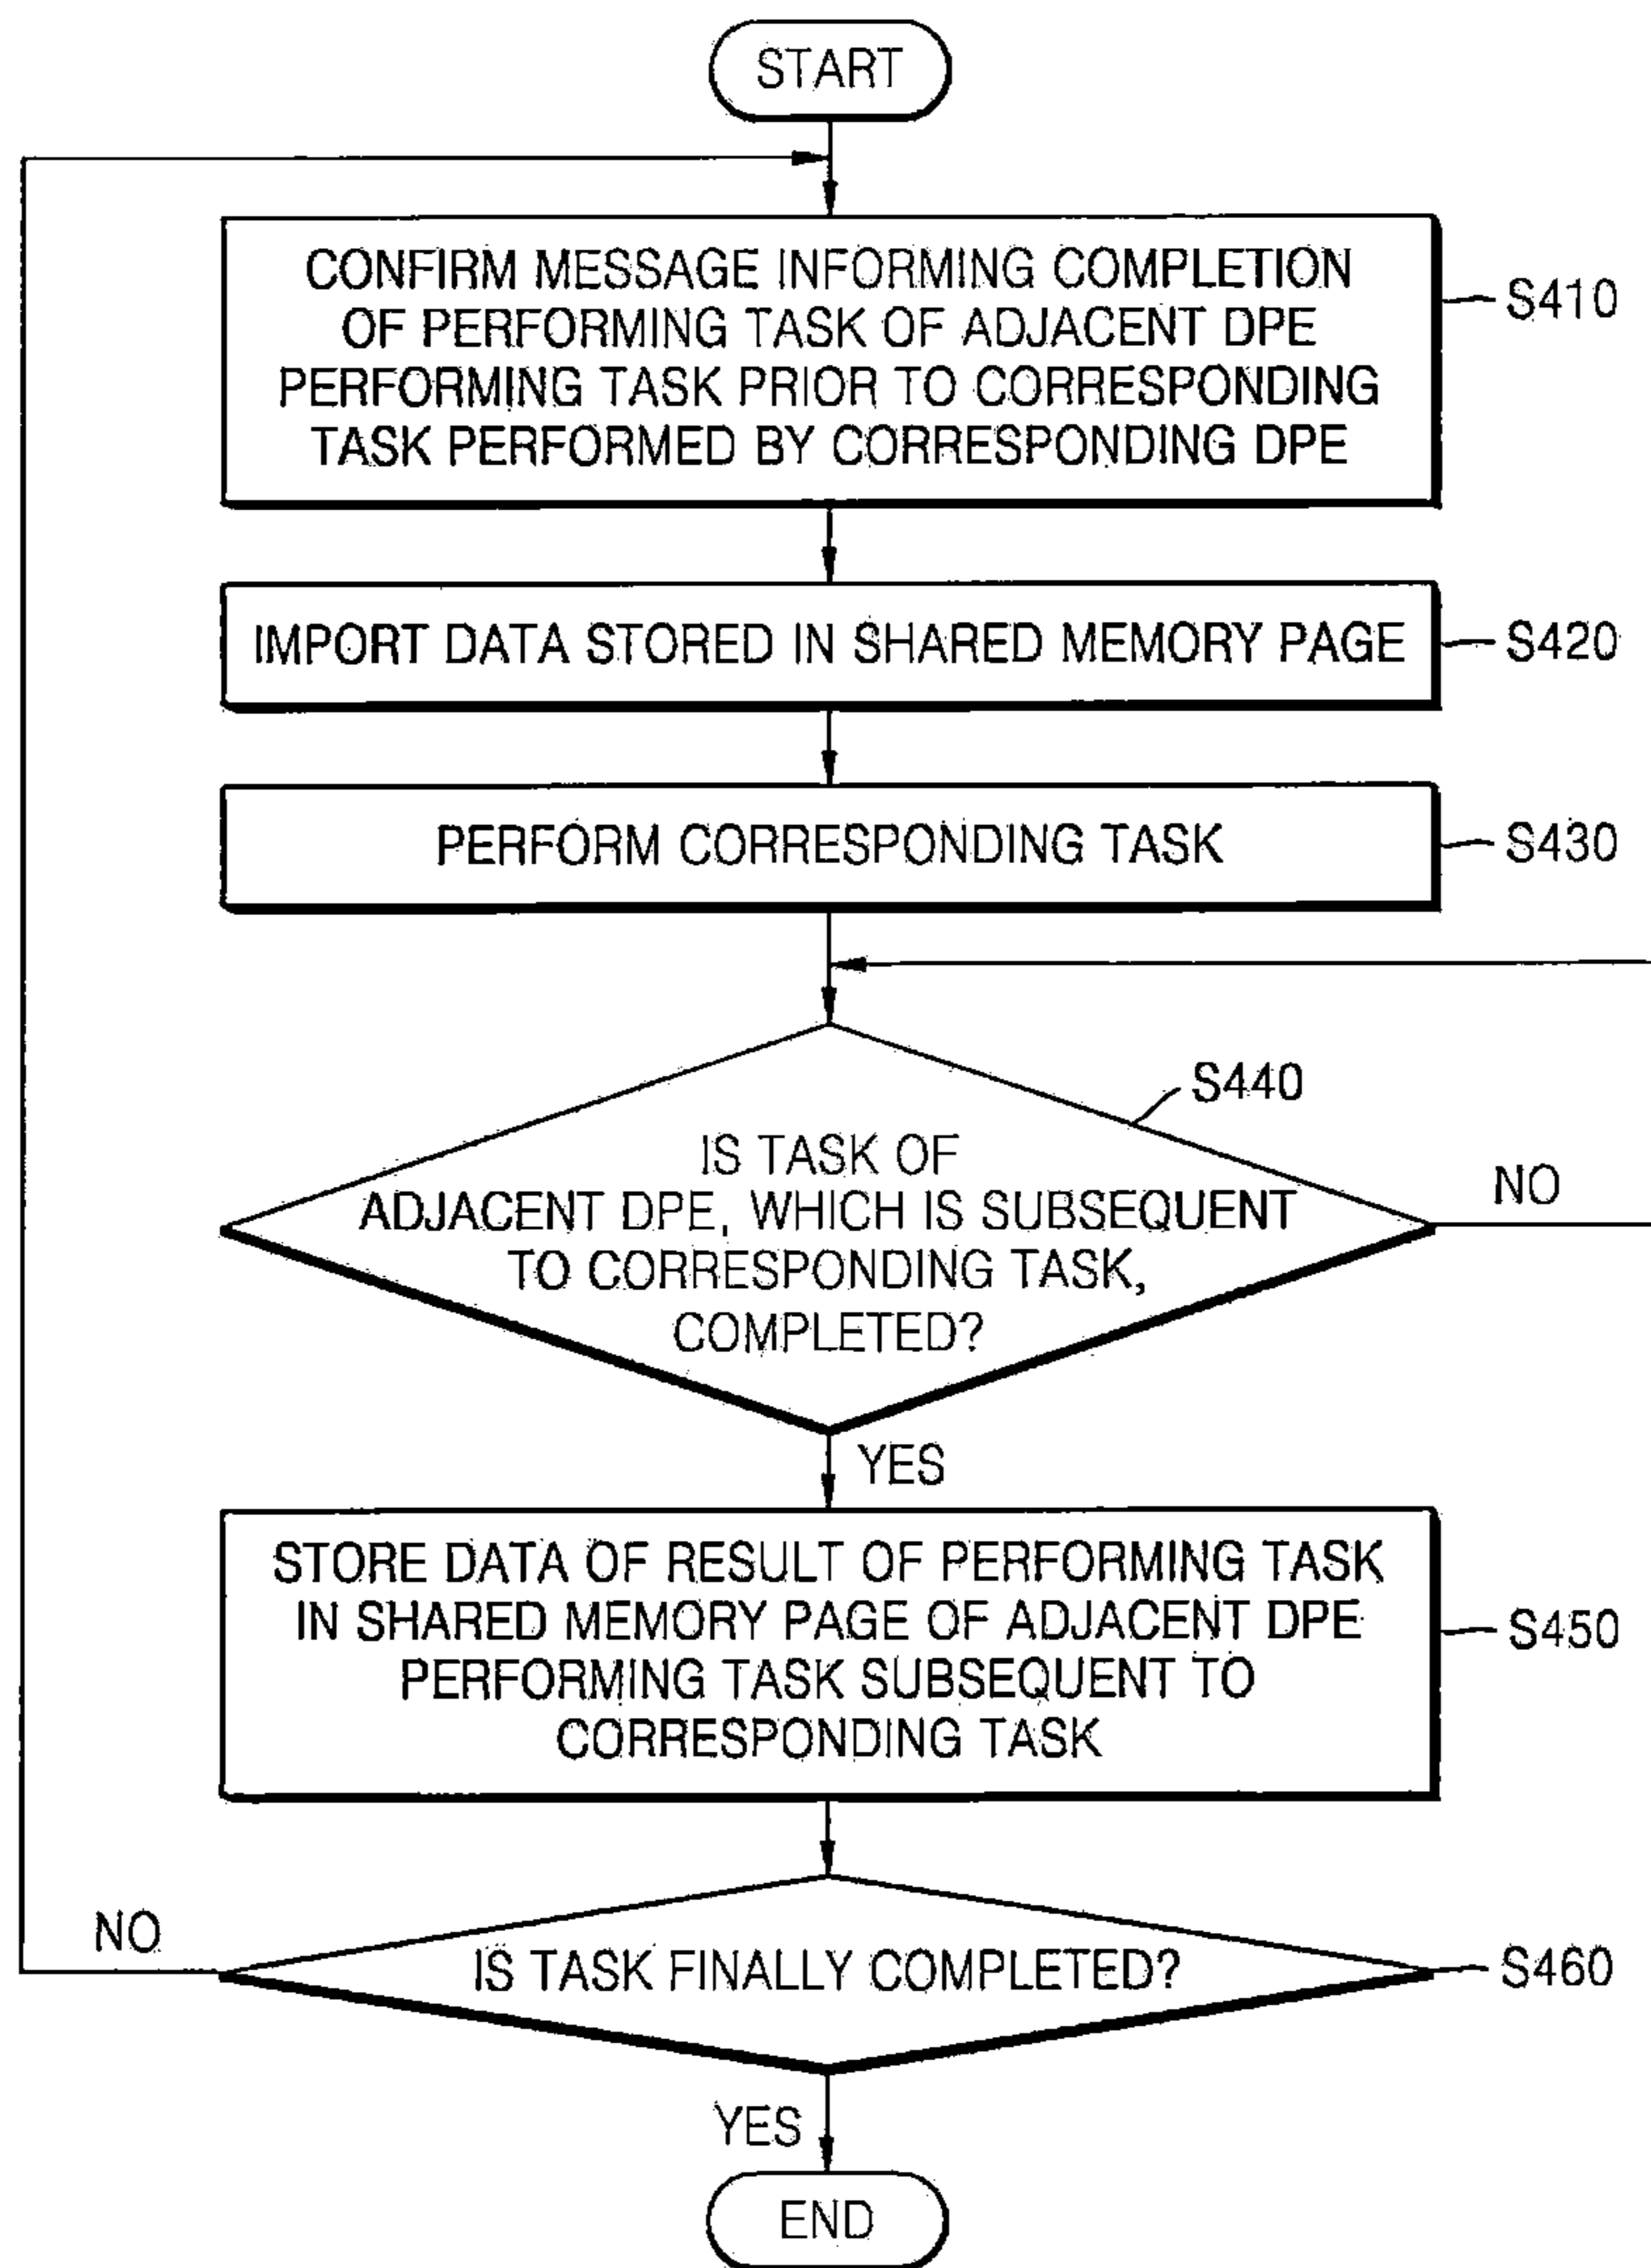 START
CONFIRM MESSAGE INFORMING COMPLETION
OF PERFORMING TASK OF ADJACENT DPE
PERFORMING TASK PRIOR TO CORRESPONDING
TASK PERFORMED BY CORRESPONDING DPE
S410
IMPORT DATA STORED IN SHARED MEMORY PAGE
S420
PERFORM CORRESPONDING TASK
S430
S440
IS TASK OF
ADJACENT DPE, WHICH IS SUBSEQUENT
TO CORRESPONDING TASK,
COMPLETED?
NO
YES
STORE DATA OF RESULT OF PERFORMING TASK
IN SHARED MEMORY PAGE OF ADJACENT DPE
PERFORMING TASK SUBSEQUENT TO
CORRESPONDING TASK
S450
NO
IS TASK FINALLY COMPLETED?
S460
YES
END